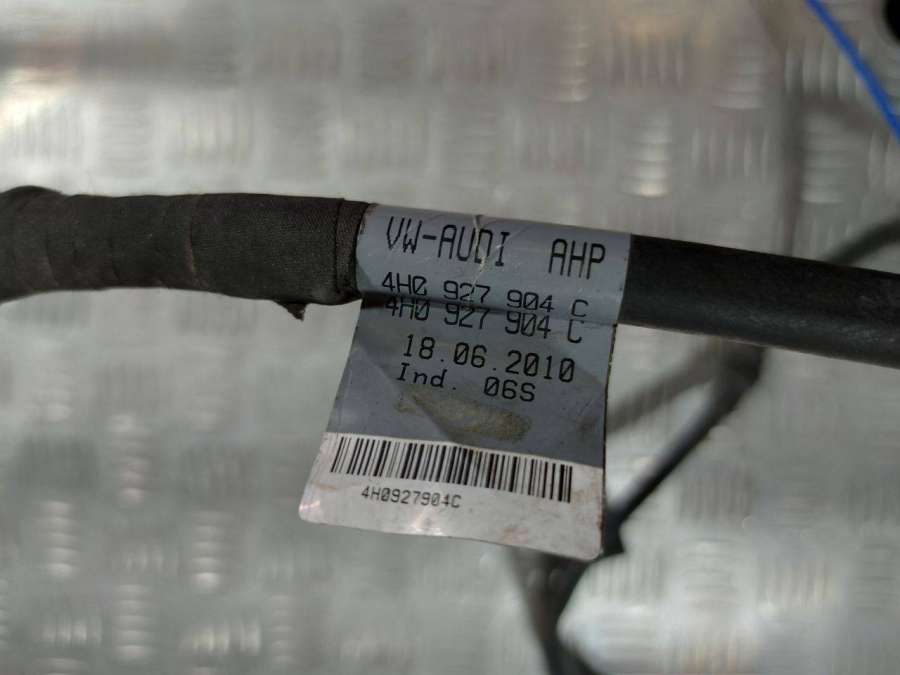 VW-AUDI AHP
4H0 927 904 C
4H0 927 904 C
18.06.2010
Ind. 06S
4H0927904C